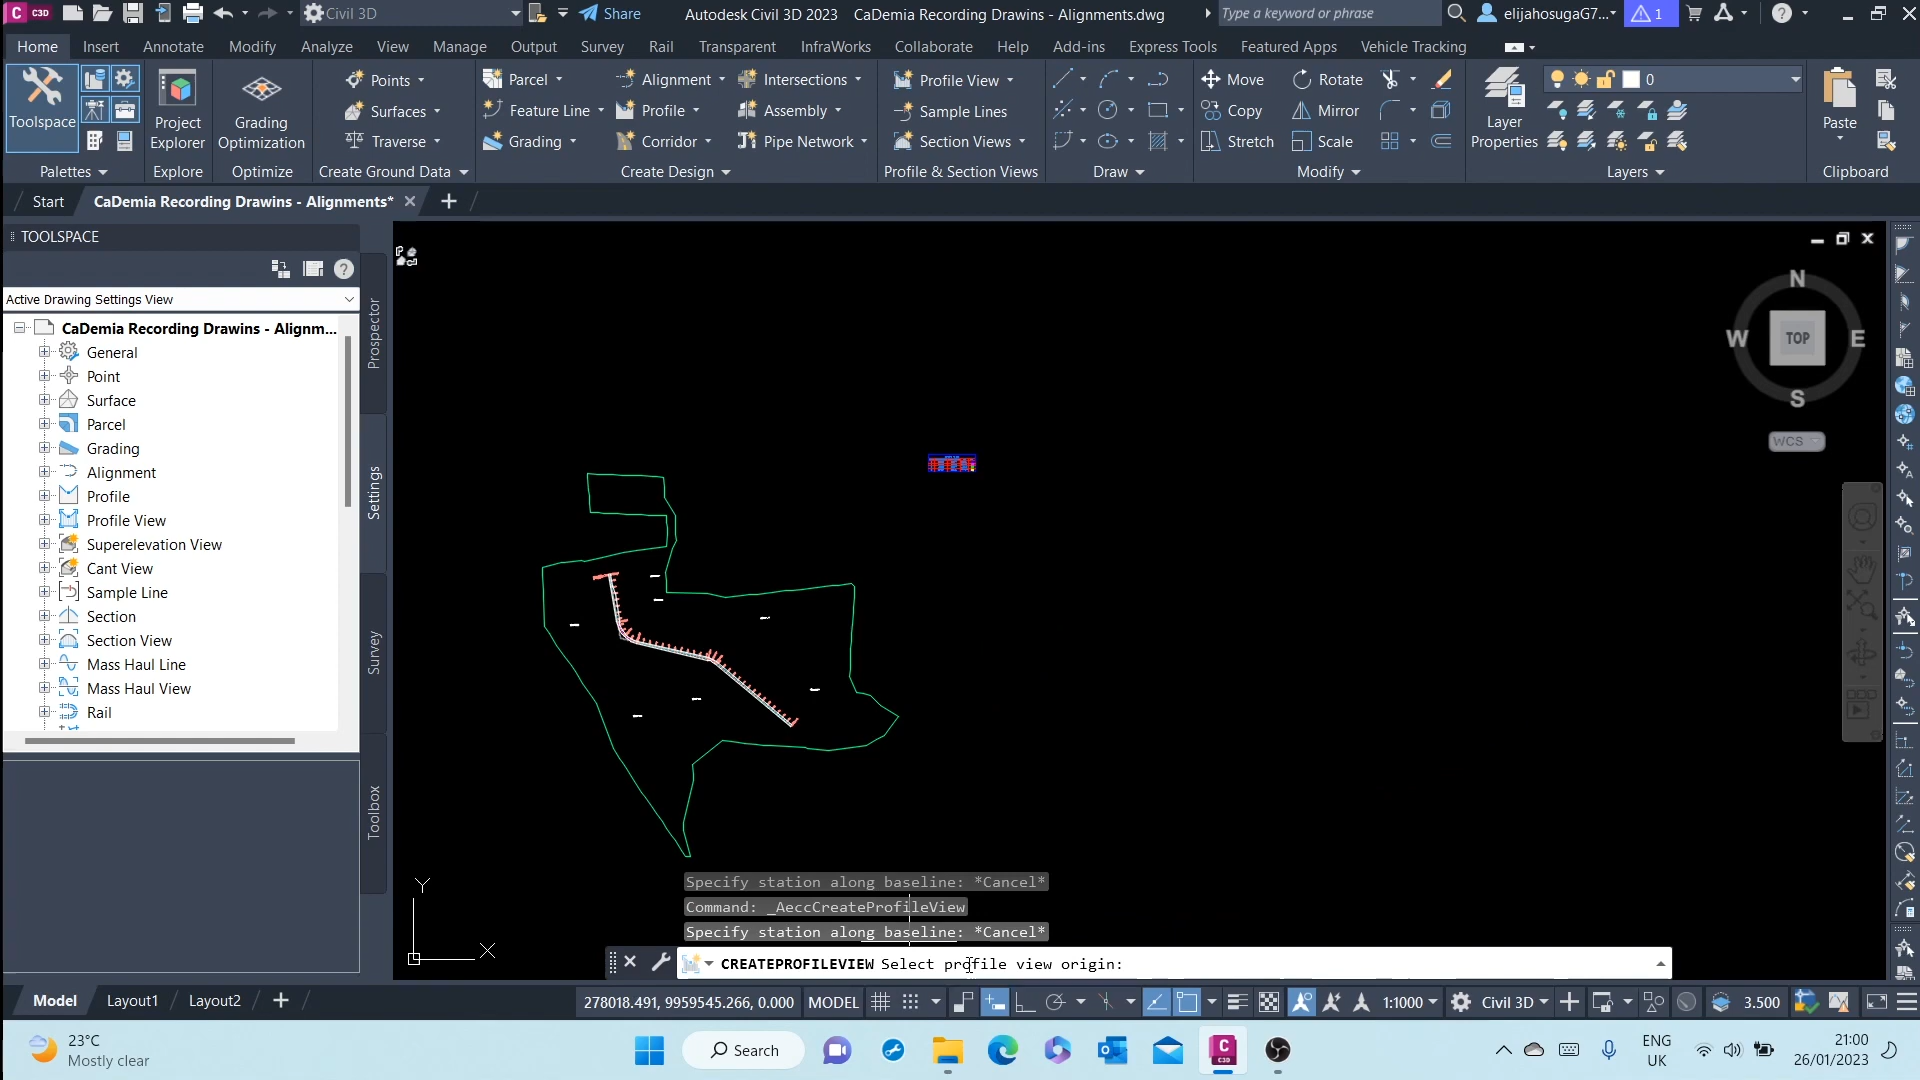 C3D
Civil 3D
Share
Autodesk Civil 3D 2023 CaDemia Recording Drawins - Alignments.dwg
Type a keyword or phrase
elijahosugaG7...
1
Home Insert Annotate Modify Analyze View Manage Output Survey Rail Transparent InfraWorks Collaborate Help Add-ins Express Tools Featured Apps Vehicle Tracking
Toolspace
Palettes
Project
Explorer
Explore
Grading
Optimization
Optimize
Points
Surfaces
Traverse
Create Ground Data
Parcel
Feature Line
Grading
Alignment
Profile
Corridor
Intersections
Assembly
Pipe Network
Create Design
Profile View
Sample Lines
Section Views
Profile & Section Views
Draw
Move
Copy
Stretch
Rotate
Mirror
Scale
Modify
Layer
Properties
0
Layers
Paste
Clipboard
Start
CaDemia Recording Drawins - Alignments*
TOOLSPACE
Active Drawing Settings View
CaDemia Recording Drawins - Alignm...
General
Point
Surface
Parcel
Grading
Alignment
Profile
Profile View
Superelevation View
Cant View
Sample Line
Section
Section View
Mass Haul Line
Mass Haul View
Rail
Prospector
Settings
Survey
Toolbox
N
W
TOP
E
S
WCS
Y
X
Specify station along baseline: *Cancel*
Command: _AeccCreateProfileView
Specify station along baseline: *Cancel*
CREATEPROFILEVIEW Select profile view origin:
Model
Layout1
Layout2
278018.491, 9959545.266, 0.000
MODEL
1:1000
Civil 3D
3.500
23°C
Mostly clear
Search
C3D
ENG
UK
21:00
26/01/2023